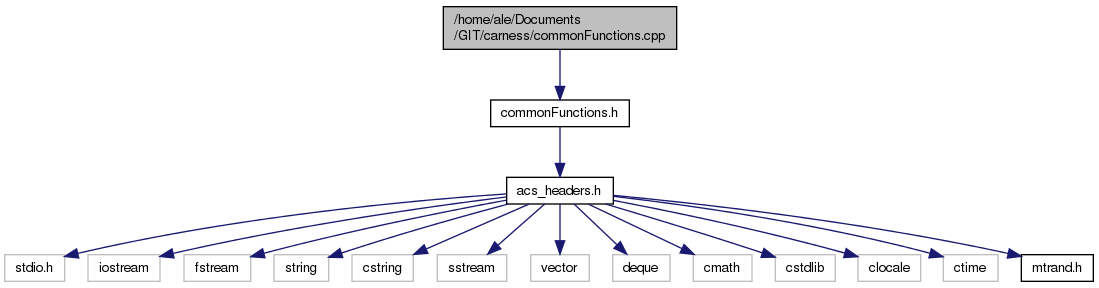 /home/ale/Documents
/GIT/carness/commonFunctions.cpp
commonFunctions.h
acs_headers.h
stdio.h
iostream
fstream
string
cstring
sstream
vector
deque
cmath
cstdlib
clocale
ctime
mtrand.h